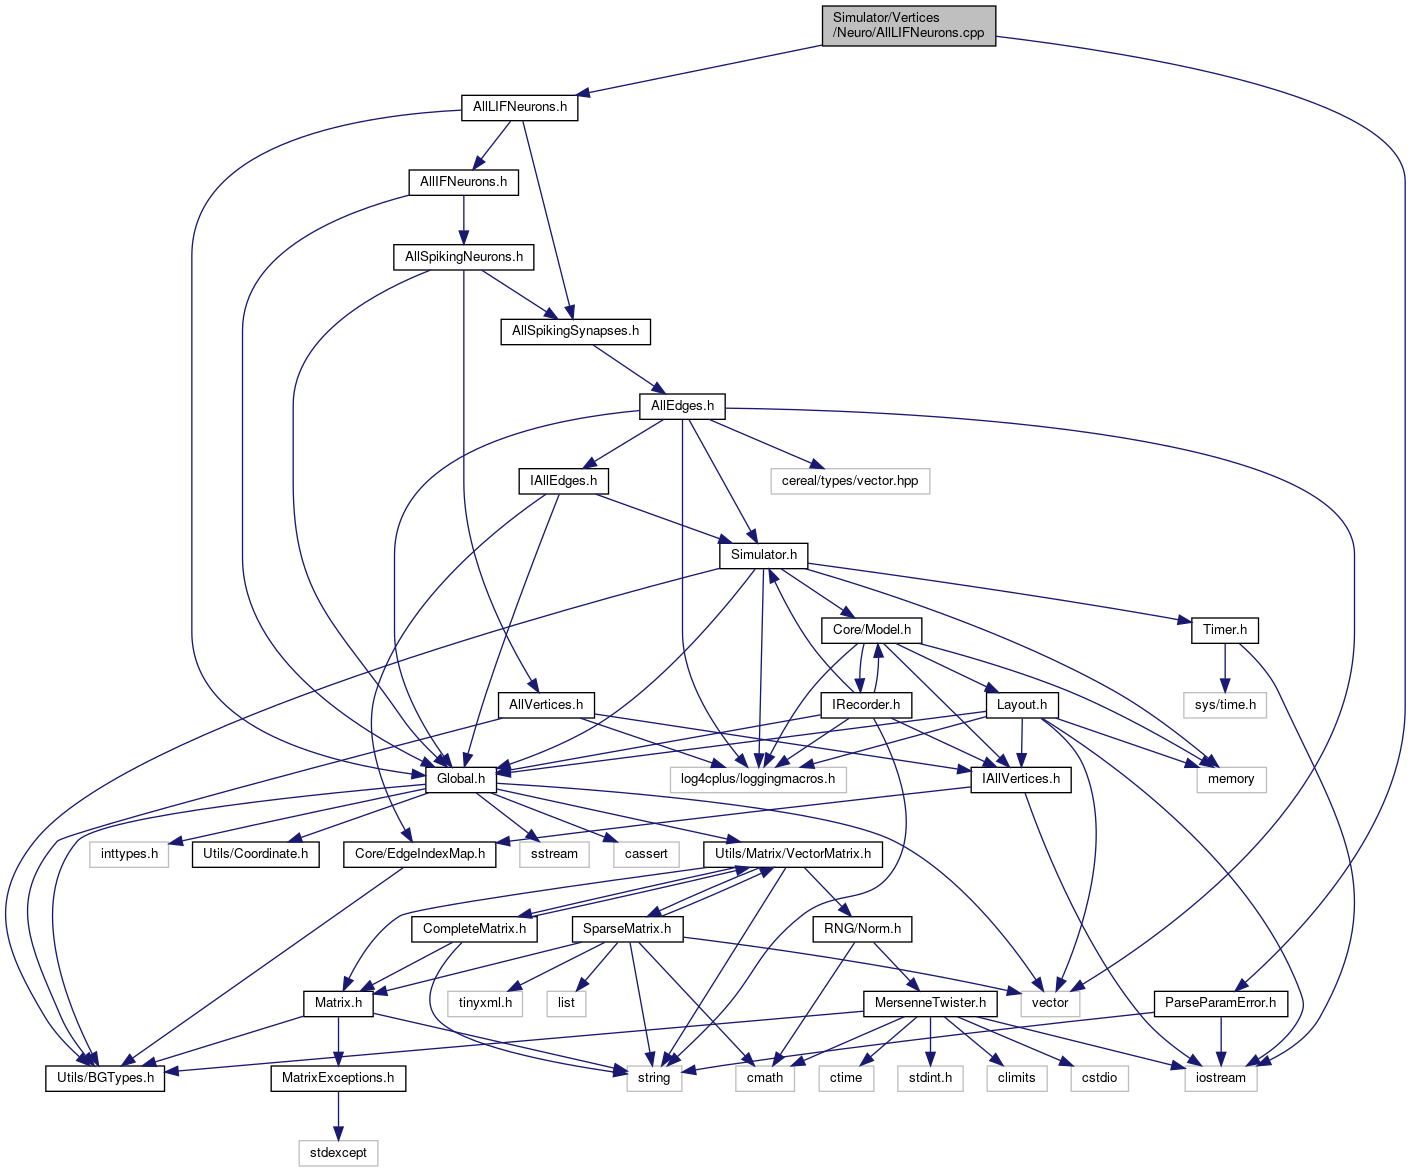 Simulator/Vertices
/Neuro/AllLIFNeurons.cpp
AllLIFNeurons.h
AllIFNeurons.h
AllSpikingNeurons.h
AllSpikingSynapses.h
AllEdges.h
IAllEdges.h
cereal/types/vector.hpp
Simulator.h
Core/Model.h
Timer.h
AllVertices.h
IRecorder.h
Layout.h
sys/time.h
Global.h
log4cplus/loggingmacros.h
IAllVertices.h
memory
inttypes.h
Utils/Coordinate.h
Core/EdgeIndexMap.h
sstream
cassert
Utils/Matrix/VectorMatrix.h
CompleteMatrix.h
SparseMatrix.h
RNG/Norm.h
Matrix.h
tinyxml.h
list
MersenneTwister.h
vector
ParseParamError.h
Utils/BGTypes.h
MatrixExceptions.h
string
cmath
ctime
stdint.h
climits
cstdio
iostream
stdexcept